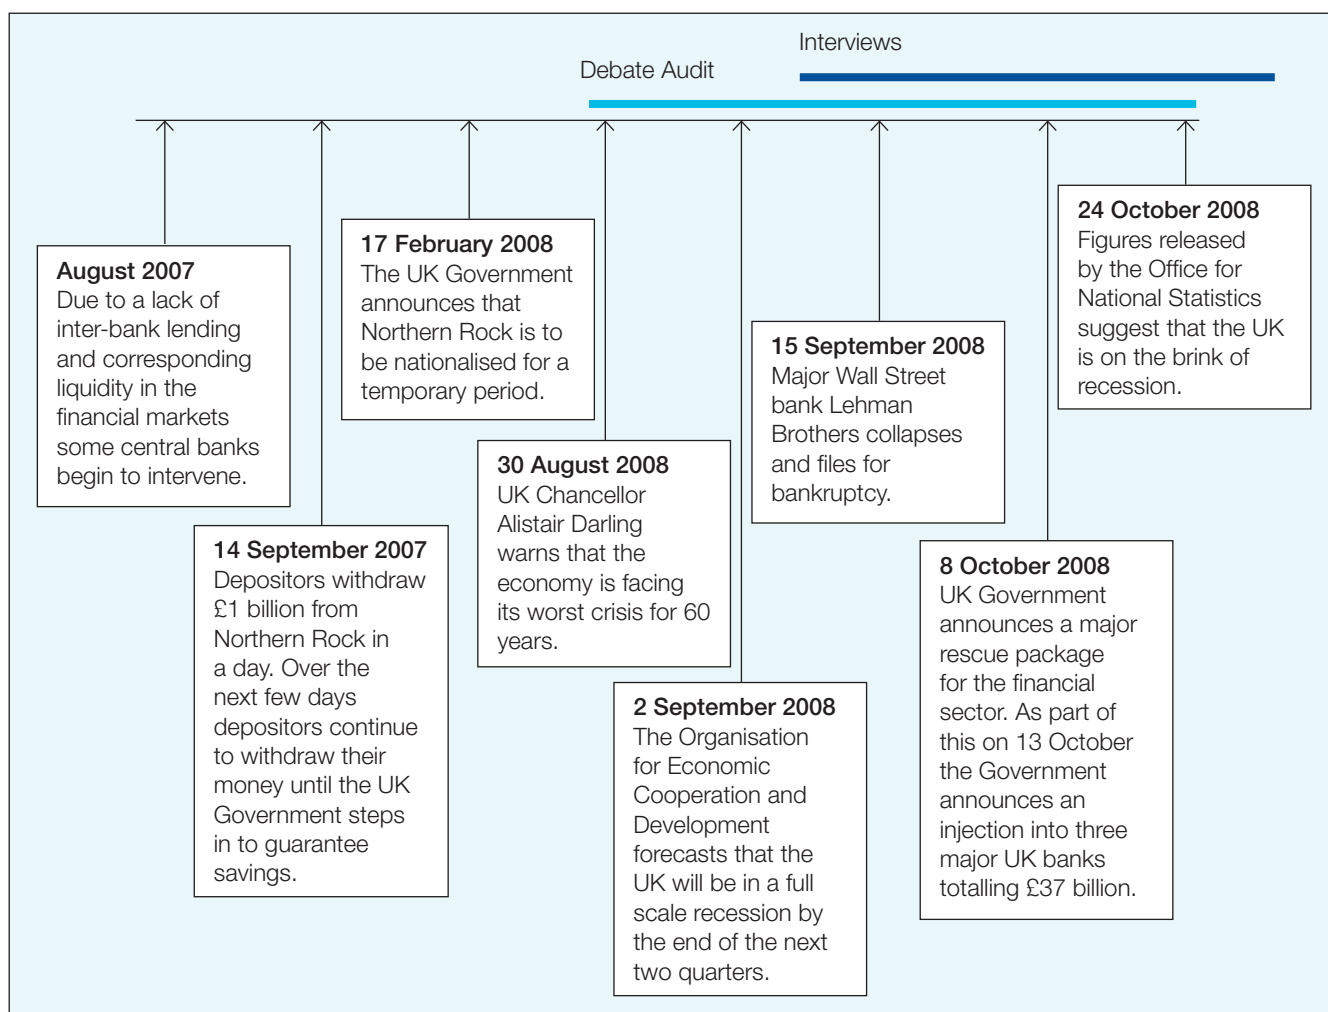 Interviews
Debate Audit
August 2007
Due to a lack of
inter-bank lending
and corresponding
liquidity in the
financial markets
some central banks
begin to intervene.
14 September 2007
Depositors withdraw
£1 billion from
Northern Rock in
a day. Over the
next few days
depositors continue
to withdraw their
money until the UK
Government steps
in to guarantee
savings.
17 February 2008
The UK Government
announces that
Northern Rock is to
be nationalised for a
temporary period.
30 August 2008
UK Chancellor
Alistair Darling
warns that the
economy is facing
its worst crisis for 60
years.
2 September 2008
The Organisation
for Economic
Cooperation and
Development
forecasts that the
UK will be in a full
scale recession by
the end of the next
two quarters.
15 September 2008
Major Wall Street
bank Lehman
Brothers collapses
and files for
bankruptcy.
8 October 2008
UK Government
announces a major
rescue package
for the financial
sector. As part of
this on 13 October
the Government
announces an
injection into three
major UK banks
totalling £37 billion.
24 October 2008
Figures released
by the Office for
National Statistics
suggest that the UK
is on the brink of
recession.